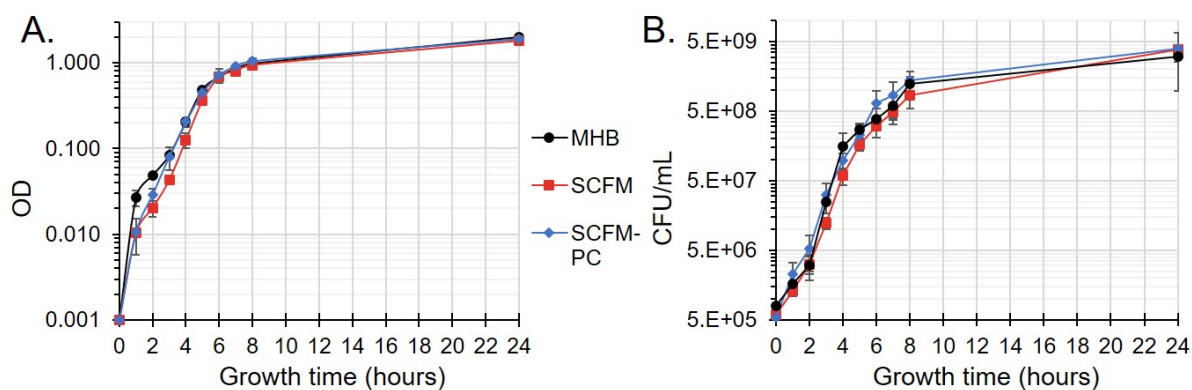 A.
1.000
0.100
0.010
0.001
OD
0 2 4 6 8 10 12 14 16 18 20 22 24
Growth time (hours)
MHB
SCFM
SCFM-
PC
B.
5.E+09
5.E+08
5.E+07
5.E+06
5.E+05
CFU/mL
0 2 4 6 8 10 12 14 16 18 20 22 24
Growth time (hours)